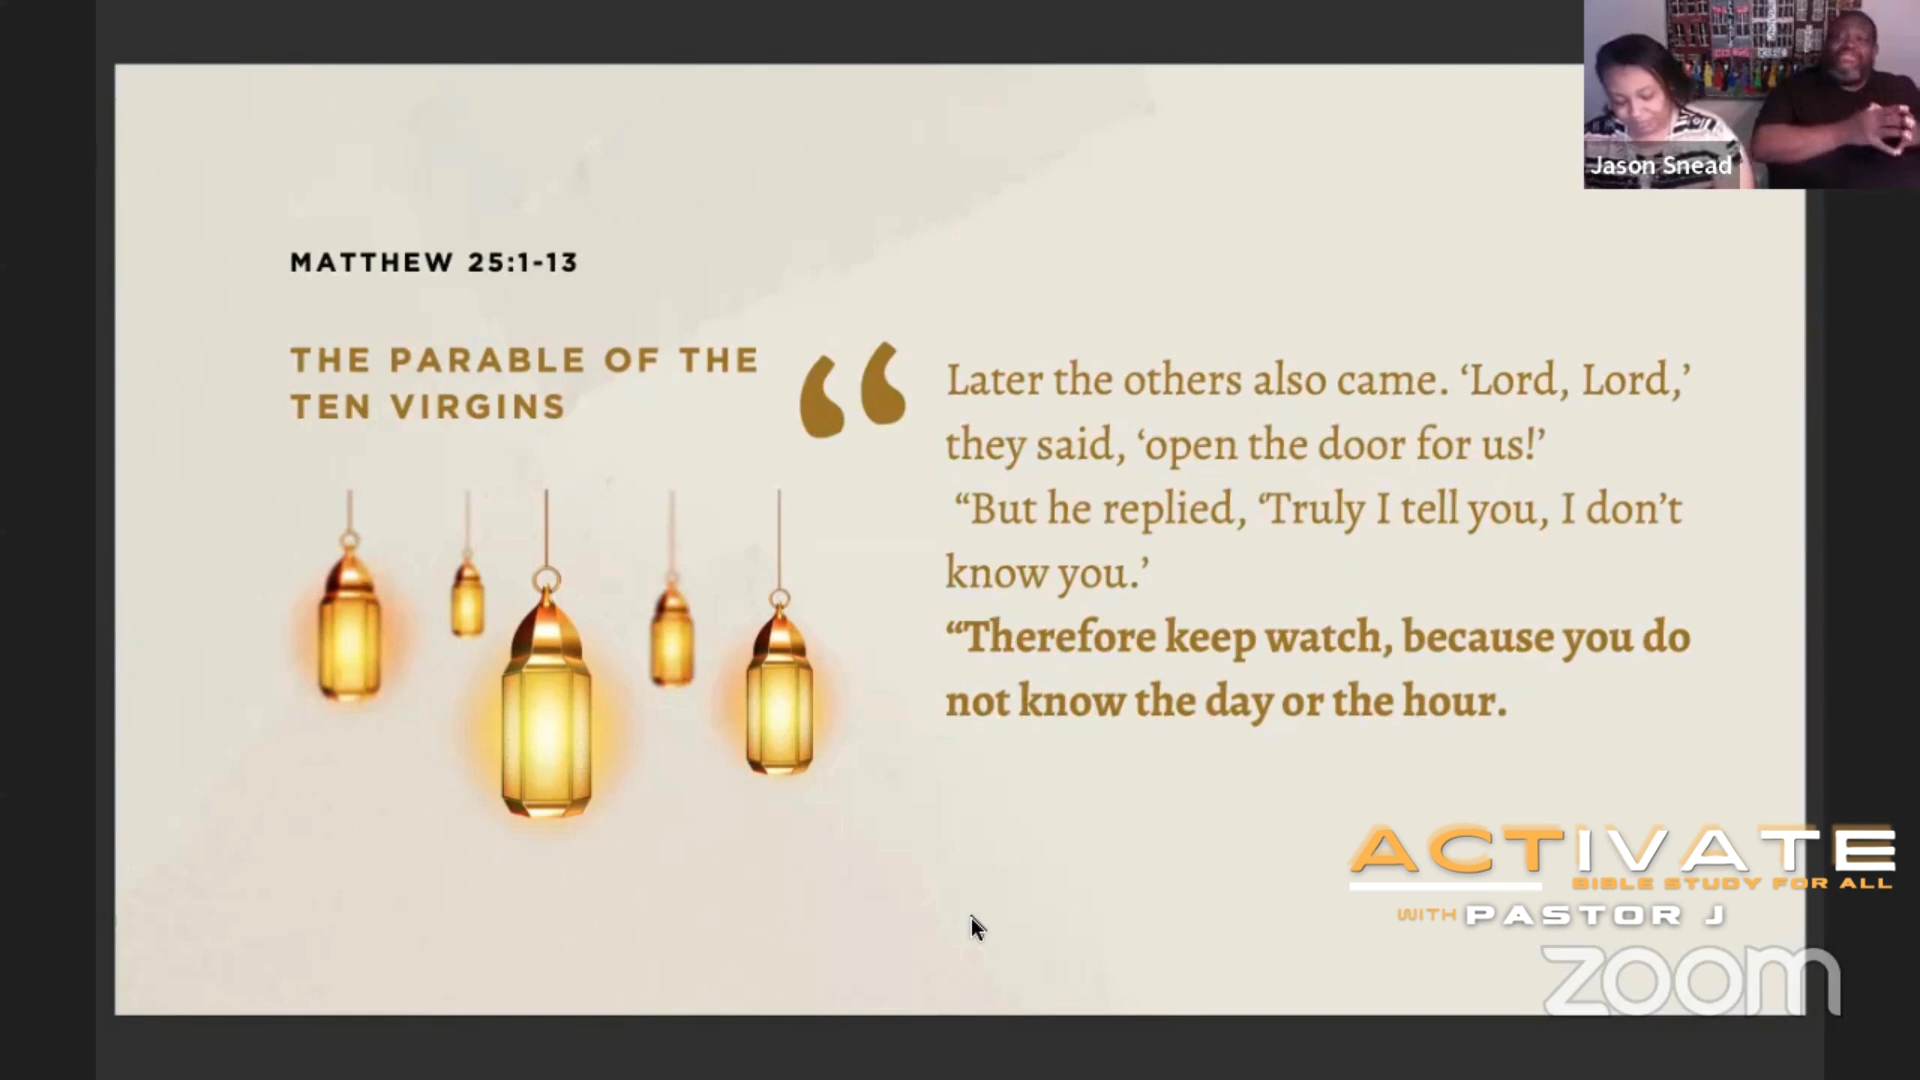 Jason Snead
MATTHEW 25:1-13
THE PARABLE OF THE
TEN VIRGINS
“
Later the others also came. ‘Lord, Lord,’
they said, ‘open the door for us!’
“But he replied, ‘Truly I tell you, I don’t
know you.’
“Therefore keep watch, because you do
not know the day or the hour.
ACTIVATE
BIBLE STUDY FOR ALL
WITH PASTOR J
zoom